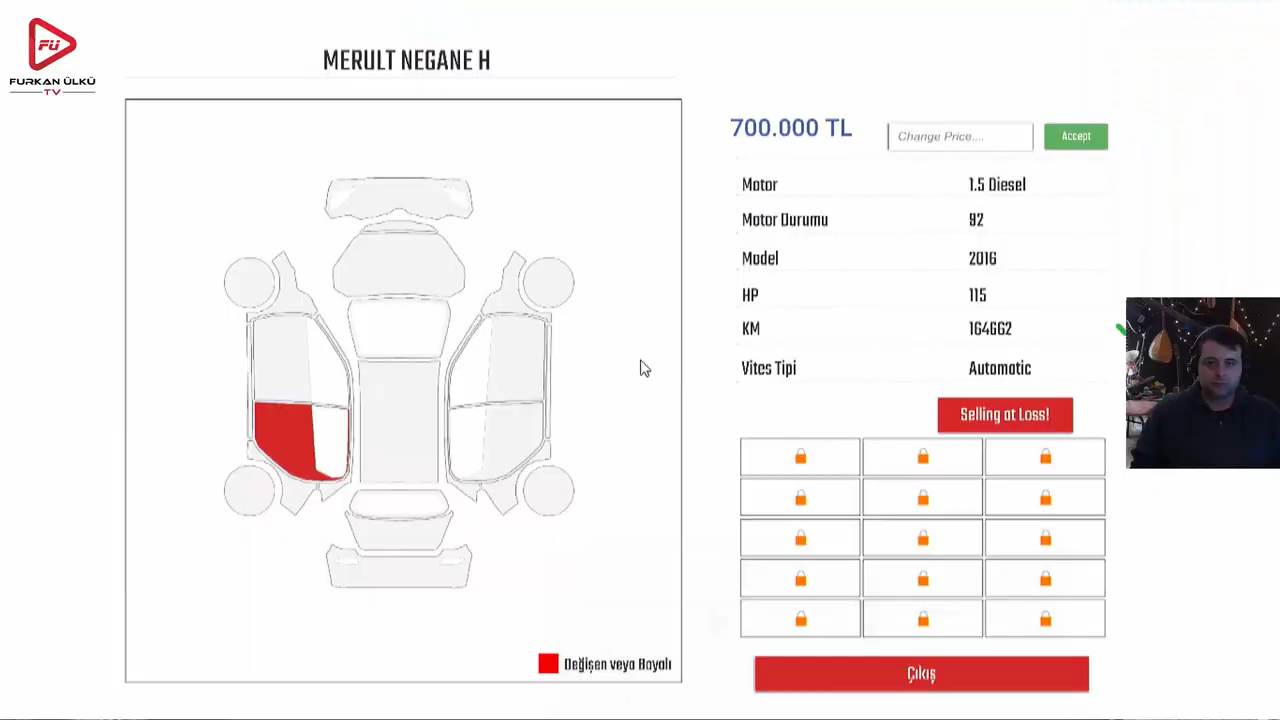 FU
FURKAN ÜLKÜ
TV
MERULT NEGANE H
700.000 TL
Change Price....
Accept
Motor 1.5 Diesel
Motor Durumu 92
Model 2016
HP 115
KM 164662
Vites Tipi Automatic
Selling at Loss!
Değişen veya Boyalı
Çıkış